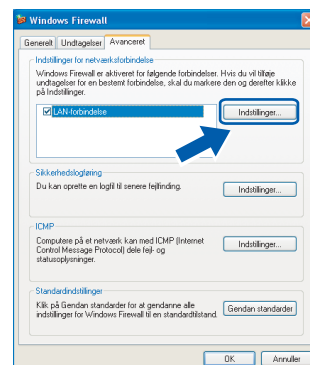 Windows Firewall
Generelt Undtagelser Avanceret
Indstillinger for netværksforbindelse
Windows Firewall er aktiveret for følgende forbindelser. Hvis du vil tilføje
undtagelser for en bestemt forbindelse, skal du markere den og derefter klikke
på Indstillinger.
LAN-forbindelse
Indstillinger...
Sikkerhedslogføring
Du kan oprette en logfil til senere fejlfinding.
Indstillinger...
ICMP
Computere på et netværk kan med ICMP (Internet
Control Message Protocol) dele fejl- og
statusoplysninger.
Indstillinger...
Standardindstillinger
Klik på Gendan standarder for at gendanne alle
indstillinger for Windows Firewall til en standardtilstand.
Gendan standarder
OK Annuller